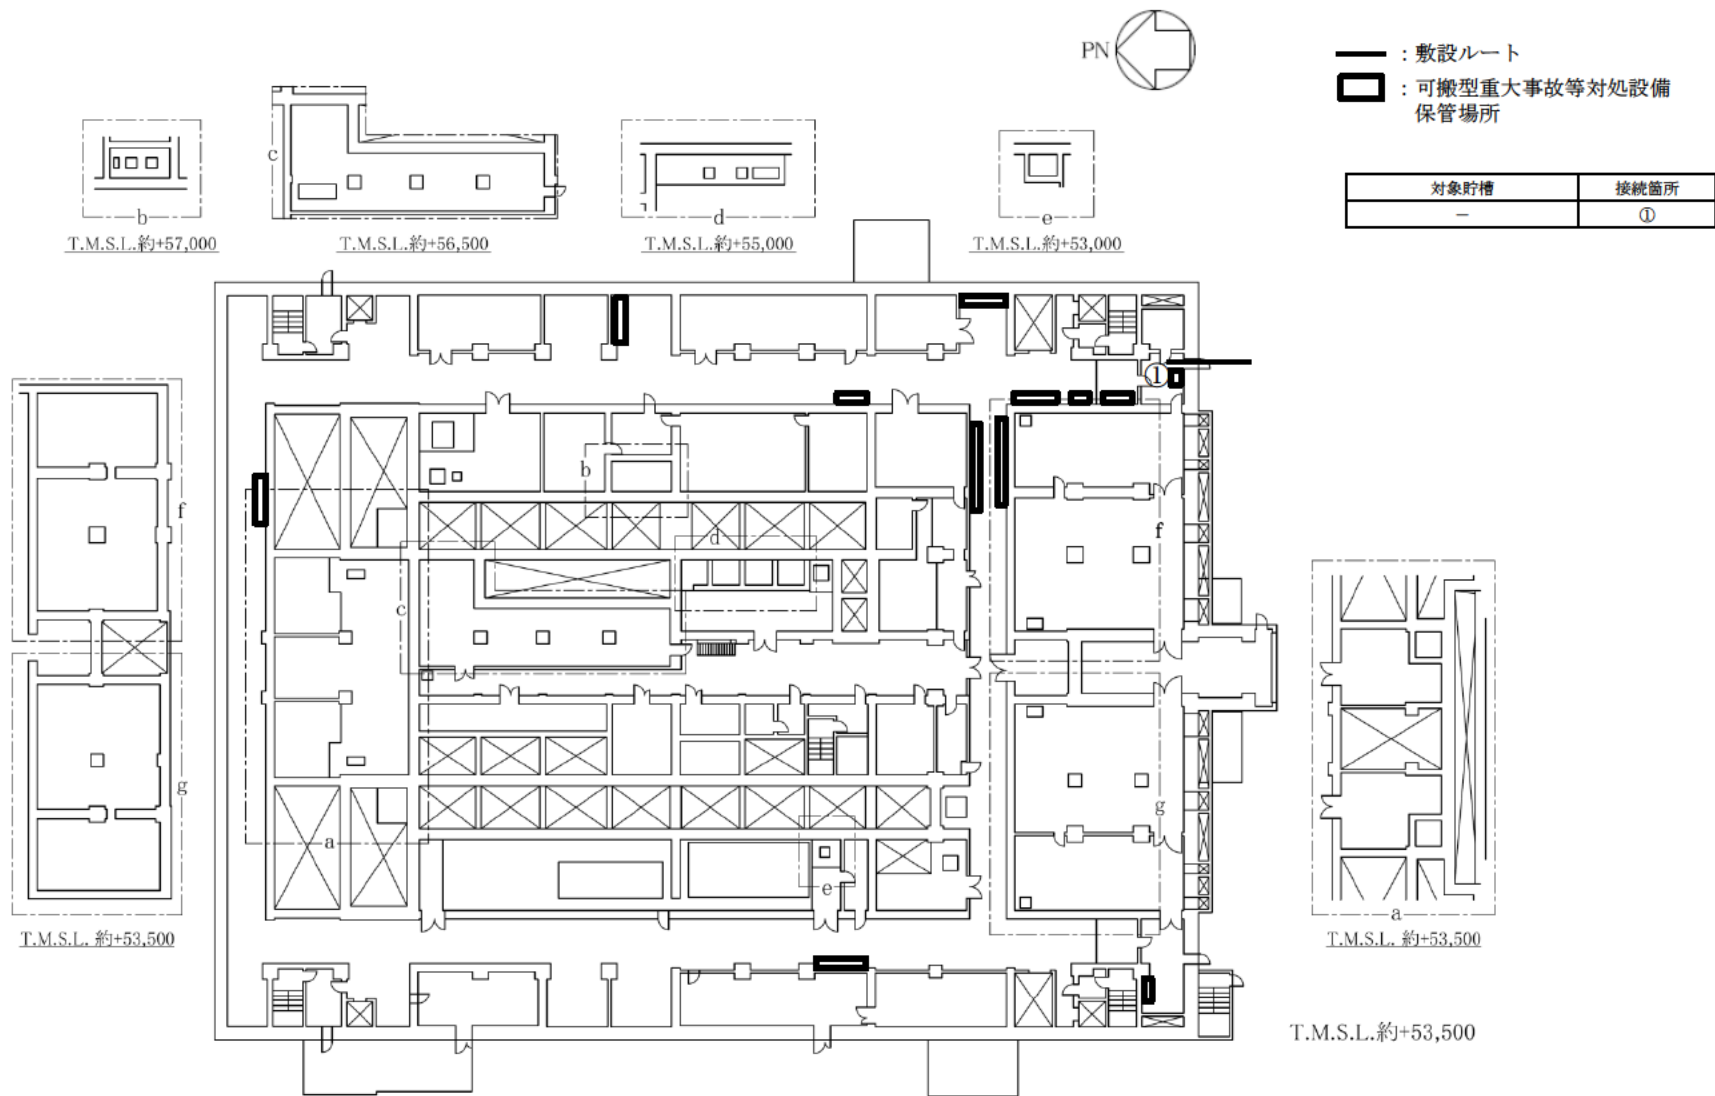 PN
: 敷設ルート
: 可搬型重大事故等対処設備
保管場所
対象貯槽 接続箇所
－ ①
b
T.M.S.L.約+57,000
c
T.M.S.L.約+56,500
d
T.M.S.L.約+55,000
e
T.M.S.L.約+53,000
①
b
f
f
d
c
g
g
a
e
T.M.S.L. 約+53,500
a
T.M.S.L. 約+53,500
T.M.S.L.約+53,500